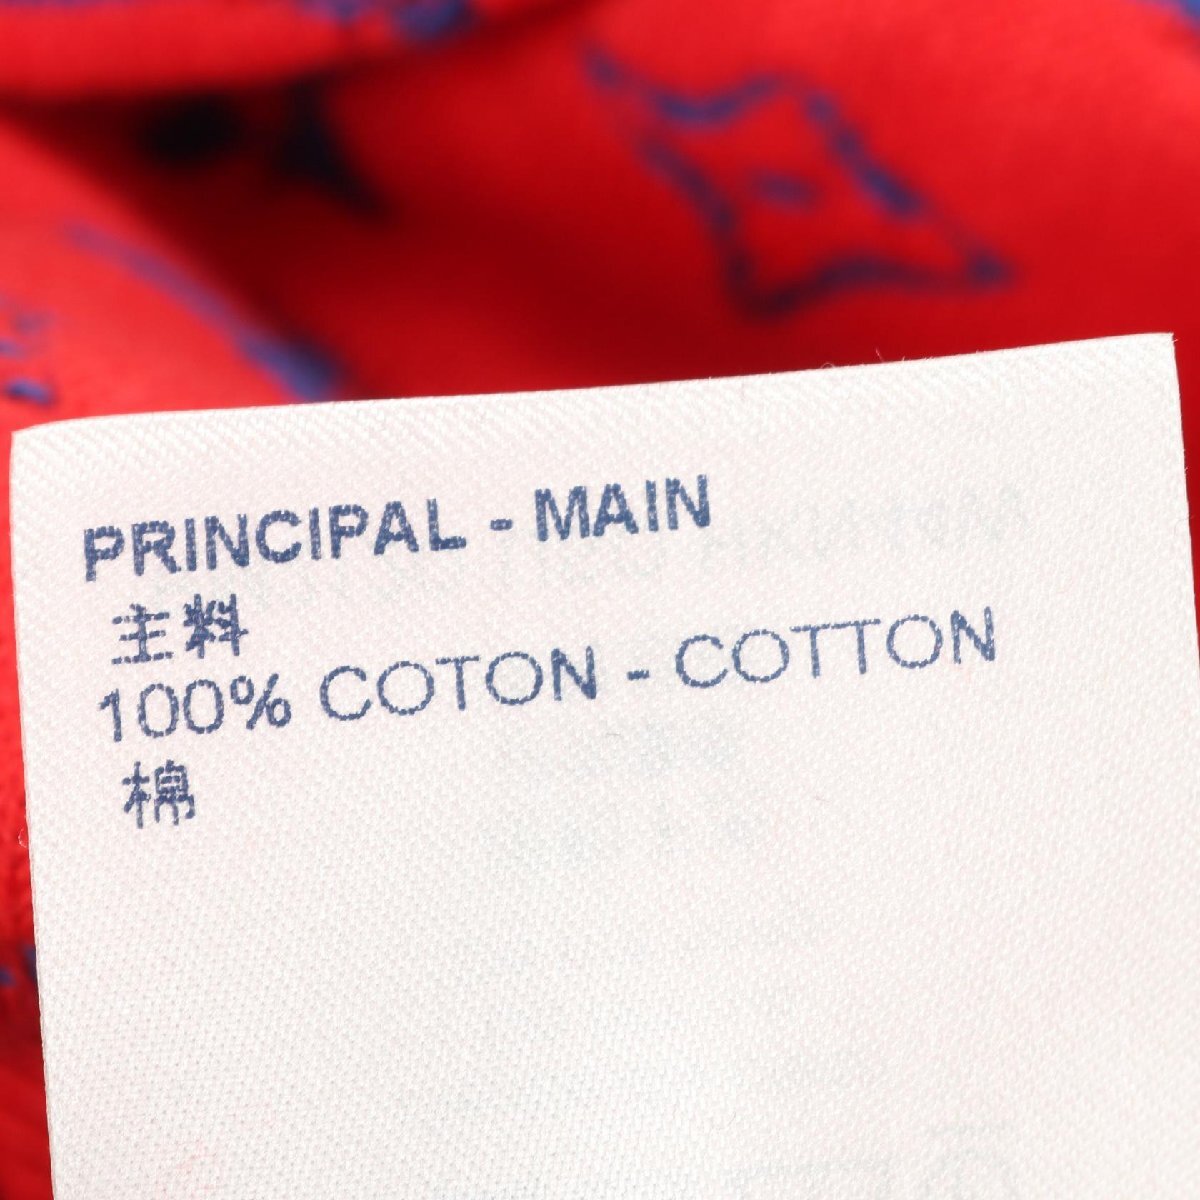 PRINCIPAL - MAIN
主料
100% COTON - COTTON
棉